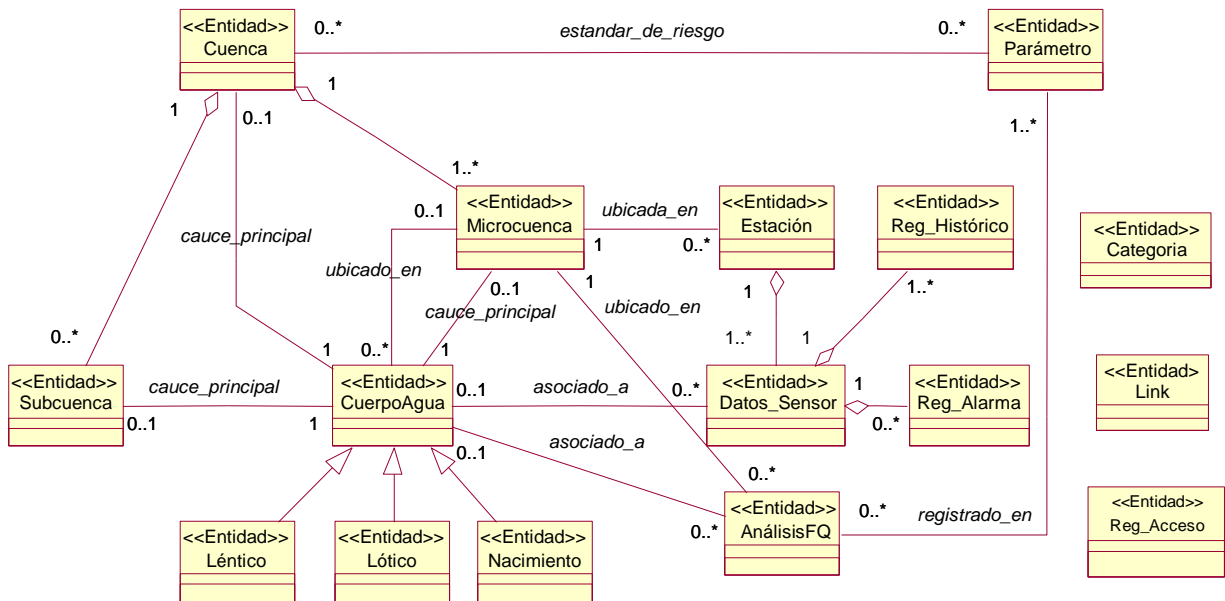 <<Entidad>>
Cuenca
0..*
estandar_de_riesgo
0..*
<<Entidad>>
Parámetro
1
0..1
1
1..*
1..*
<<Entidad>>
Microcuenca
0..1
ubicada_en
1
0..*
<<Entidad>>
Estación
<<Entidad>>
Reg_Histórico
<<Entidad>>
Categoria
cauce_principal
ubicado_en
0..1
cauce_principal
1
ubicado_en
1
1..*
1..*
1
0..*
1
0..*
1
<<Entidad>>
Subcuenca
0..1
cauce_principal
1
<<Entidad>>
CuerpoAgua
0..1
asociado_a
0..*
<<Entidad>>
Datos_Sensor
1
0..*
<<Entidad>>
Reg_Alarma
<<Entidad>
Link
0..1
asociado_a
0..*
0..*
<<Entidad>>
AnálisisFQ
0..*
registrado_en
<<Entidad>>
Reg_Acceso
<<Entidad>>
Léntico
<<Entidad>>
Lótico
<<Entidad>>
Nacimiento